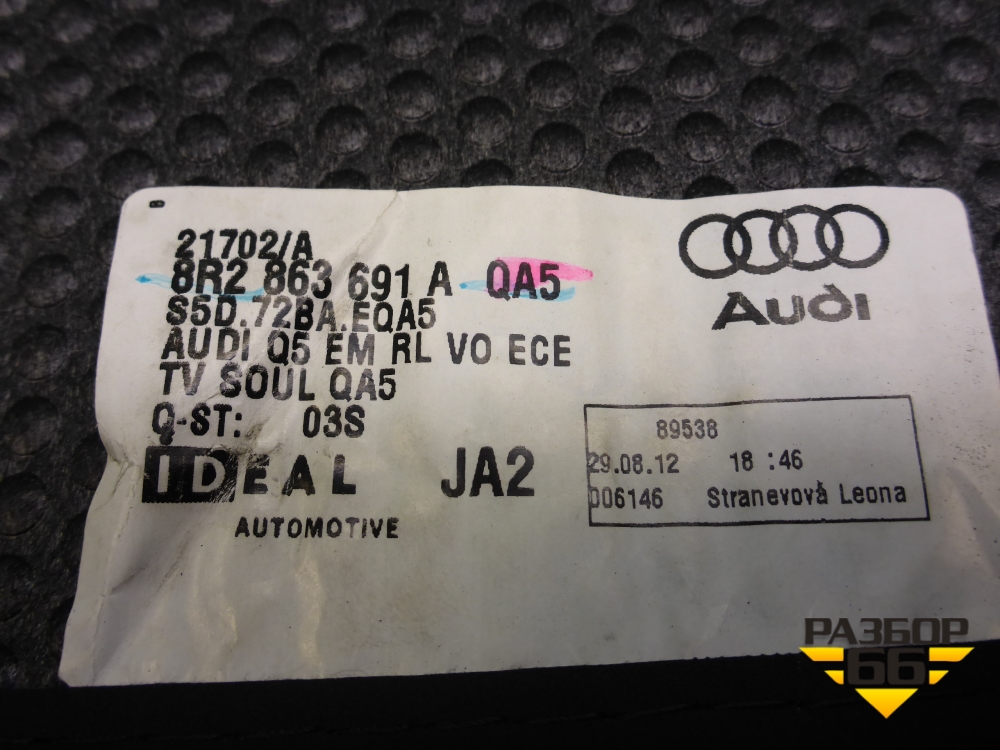 21702/A
8R2 863 691 A QA5
S5D.72BA.EQA5
AUDI Q5 EM RL VO ECE
TV SOUL QA5
Q-ST: 03S
IDEAL JA2
AUTOMOTIVE
Audi
89538
29.08.12 18:46
006146 Stranevová Leona
РАЗБОР
66